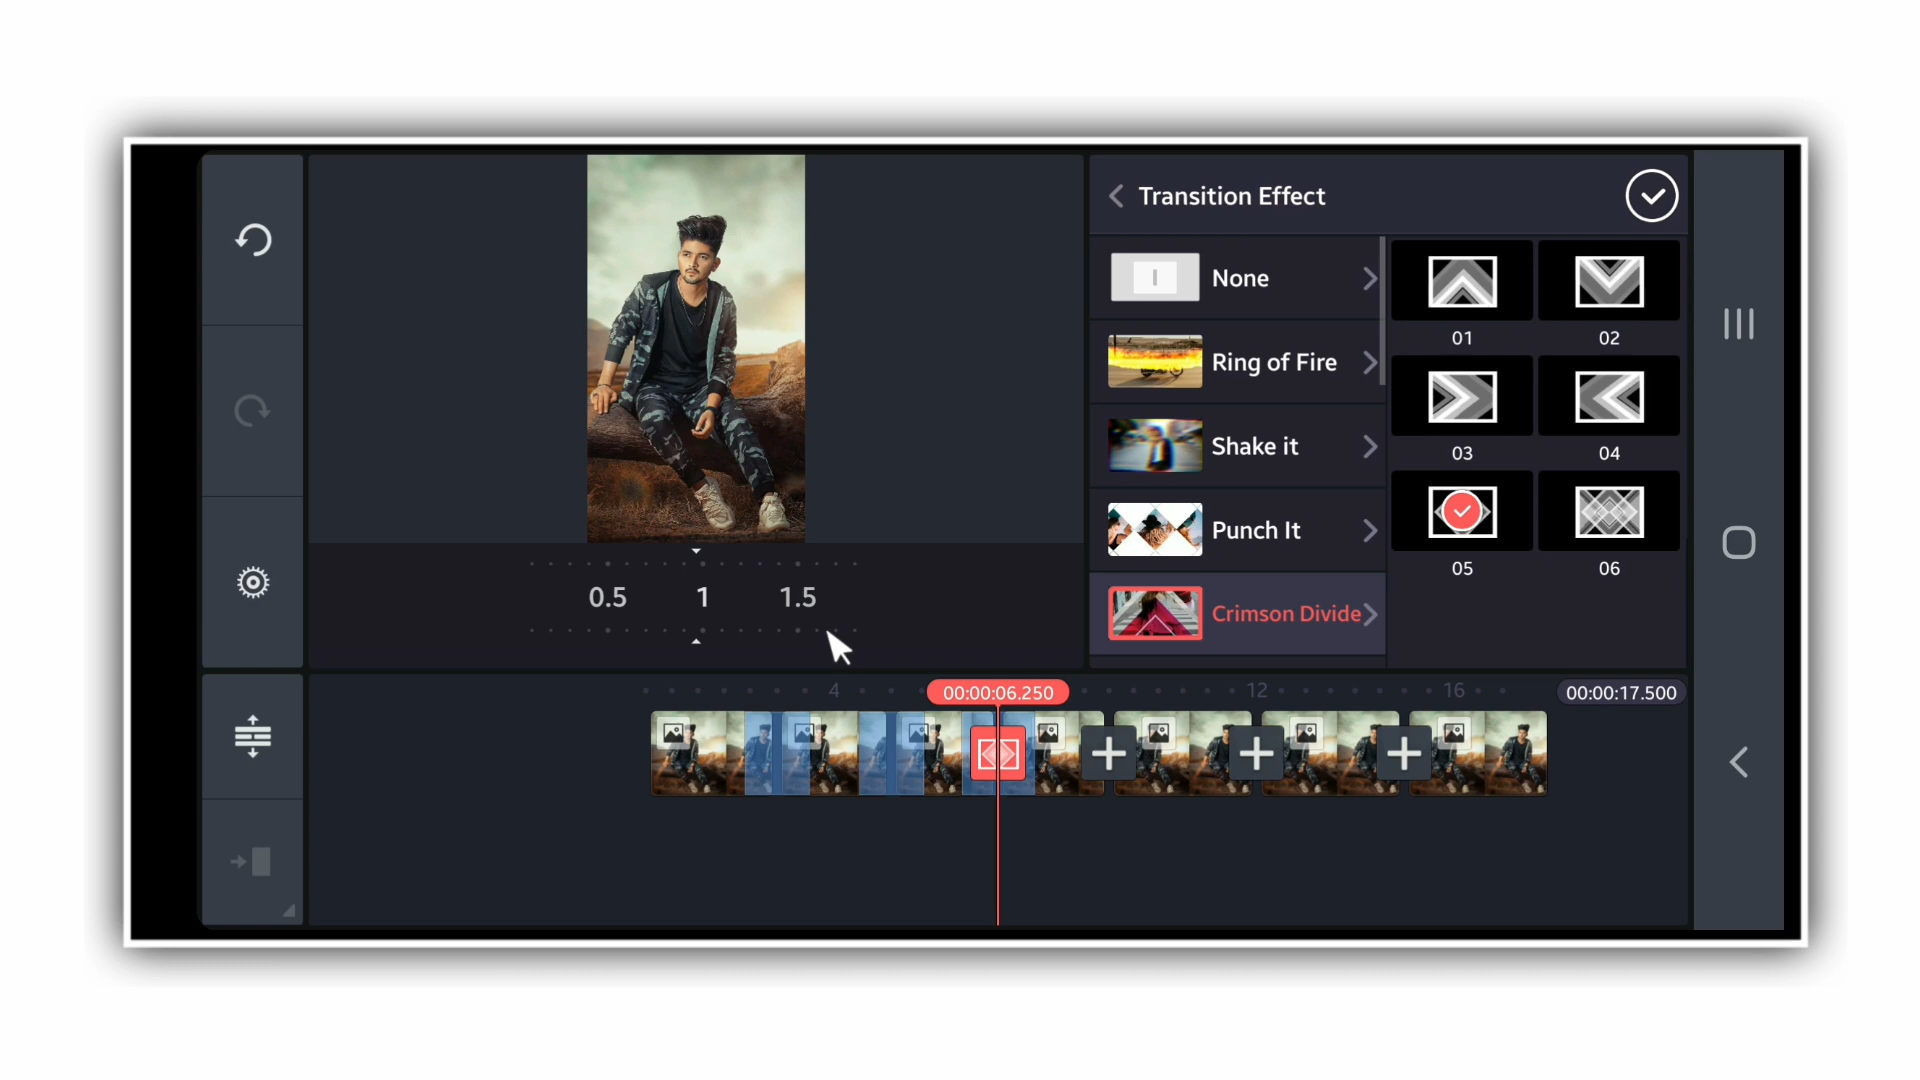 Transition Effect
None
Ring of Fire
Shake it
Punch It
Crimson Divide
01
02
03
04
05
06
0.5
1
1.5
4
00:00:06.250
12
16
00:00:17.500